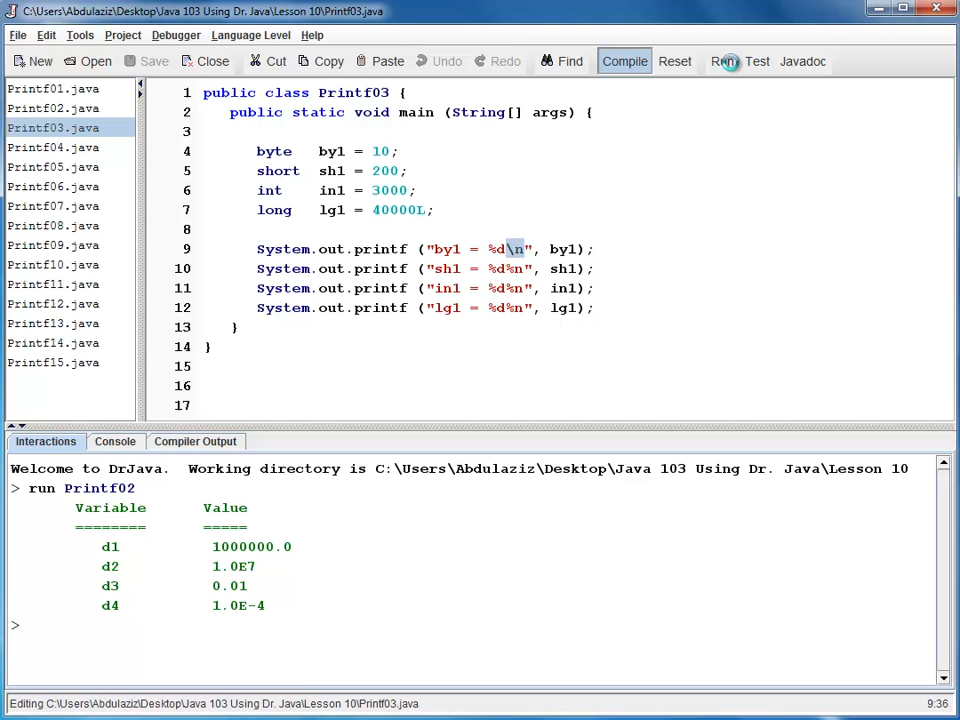 C:\Users\Abdulaziz\Desktop\Java 103 Using Dr. Java\Lesson 10\Printf03.java
File Edit Tools Project Debugger Language Level Help
New Open Save Close Cut Copy Paste Undo Redo Find Compile Reset Run Test Javadoc
Printf01.java
Printf02.java
Printf03.java
Printf04.java
Printf05.java
Printf06.java
Printf07.java
Printf08.java
Printf09.java
Printf10.java
Printf11.java
Printf12.java
Printf13.java
Printf14.java
Printf15.java
1 public class Printf03 {
2 public static void main (String[] args) {
3
4 byte by1 = 10;
5 short sh1 = 200;
6 int in1 = 3000;
7 long lg1 = 40000L;
8
9 System.out.printf ("by1 = %d\n", by1);
10 System.out.printf ("sh1 = %d%n", sh1);
11 System.out.printf ("in1 = %d%n", in1);
12 System.out.printf ("lg1 = %d%n", lg1);
13 }
14 }
15
16
17
Interactions Console Compiler Output
Welcome to DrJava. Working directory is C:\Users\Abdulaziz\Desktop\Java 103 Using Dr. Java\Lesson 10
> run Printf02
Variable Value
======== =====
d1 1000000.0
d2 1.0E7
d3 0.01
d4 1.0E-4
>
Editing C:\Users\Abdulaziz\Desktop\Java 103 Using Dr. Java\Lesson 10\Printf03.java 9:36